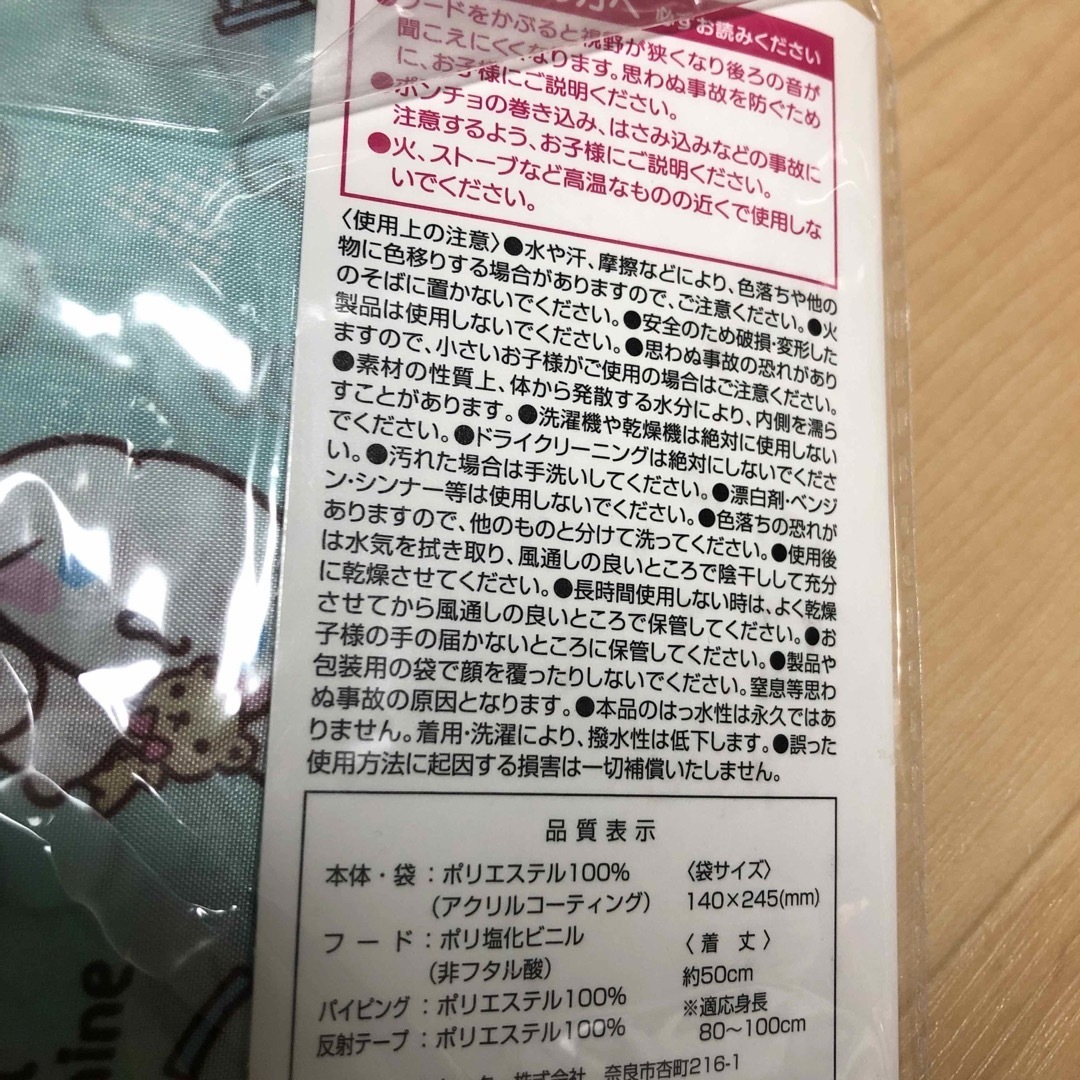 必ずお読みください
フードをかぶると視野が狭くなり後ろの音が
聞こえにくくなります。思わぬ事故を防ぐため
に、お子様にご説明ください。
●ポンチョの巻き込み、はさみ込みなどの事故に
注意するよう、お子様にご説明ください。
●火、ストーブなど高温なものの近くで使用しな
いでください。
〈使用上の注意〉●水や汗、摩擦などにより、色落ちや他の
物に色移りする場合がありますので、ご注意ください。●火
のそばに置かないでください。●安全のため破損・変形した
製品は使用しないでください。●思わぬ事故の恐れがあり
ますので、小さいお子様がご使用の場合はご注意ください。
●素材の性質上、体から発散する水分により、内側を濡ら
すことがあります。●洗濯機や乾燥機は絶対に使用しない
でください。●ドライクリーニングは絶対にしないでくださ
い。●汚れた場合は手洗いしてください。●漂白剤・ベンジ
ン・シンナー等は使用しないでください。●色落ちの恐れが
ありますので、他のものと分けて洗ってください。●使用後
は水気を拭き取り、風通しの良いところで陰干しして充分
に乾燥させてください。●長時間使用しない時は、よく乾燥
させてから風通しの良いところで保管してください。●お
子様の手の届かないところに保管してください。●製品や
包装用の袋で顔を覆ったりしないでください。窒息等思わ
ぬ事故の原因となります。●本品のはっ水性は永久ではあ
りません。着用・洗濯により、撥水性は低下します。●誤った
使用方法に起因する損害は一切補償いたしません。
品質表示
本体・袋：ポリエステル100%
（アクリルコーティング）
フード：ポリ塩化ビニル
（非フタル酸）
パイピング：ポリエステル100%
反射テープ：ポリエステル100%
〈袋サイズ〉
140×245(mm)
〈着丈〉
約50cm
※適応身長
80〜100cm
株式会社 奈良市杏町216-1